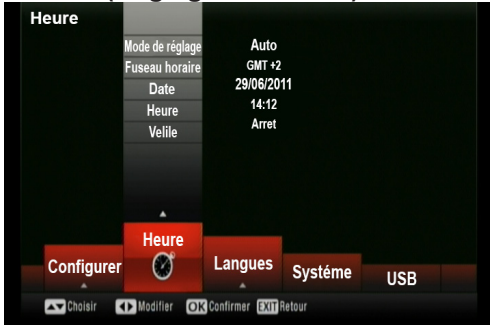 Heure
Mode de réglage Auto
Fuseau horaire GMT +2
Date 29/06/2011
Heure 14:12
Velile Arret
Configurer Heure Langues Systéme USB
Choisir Modifier OK Confirmer EXIT Retour